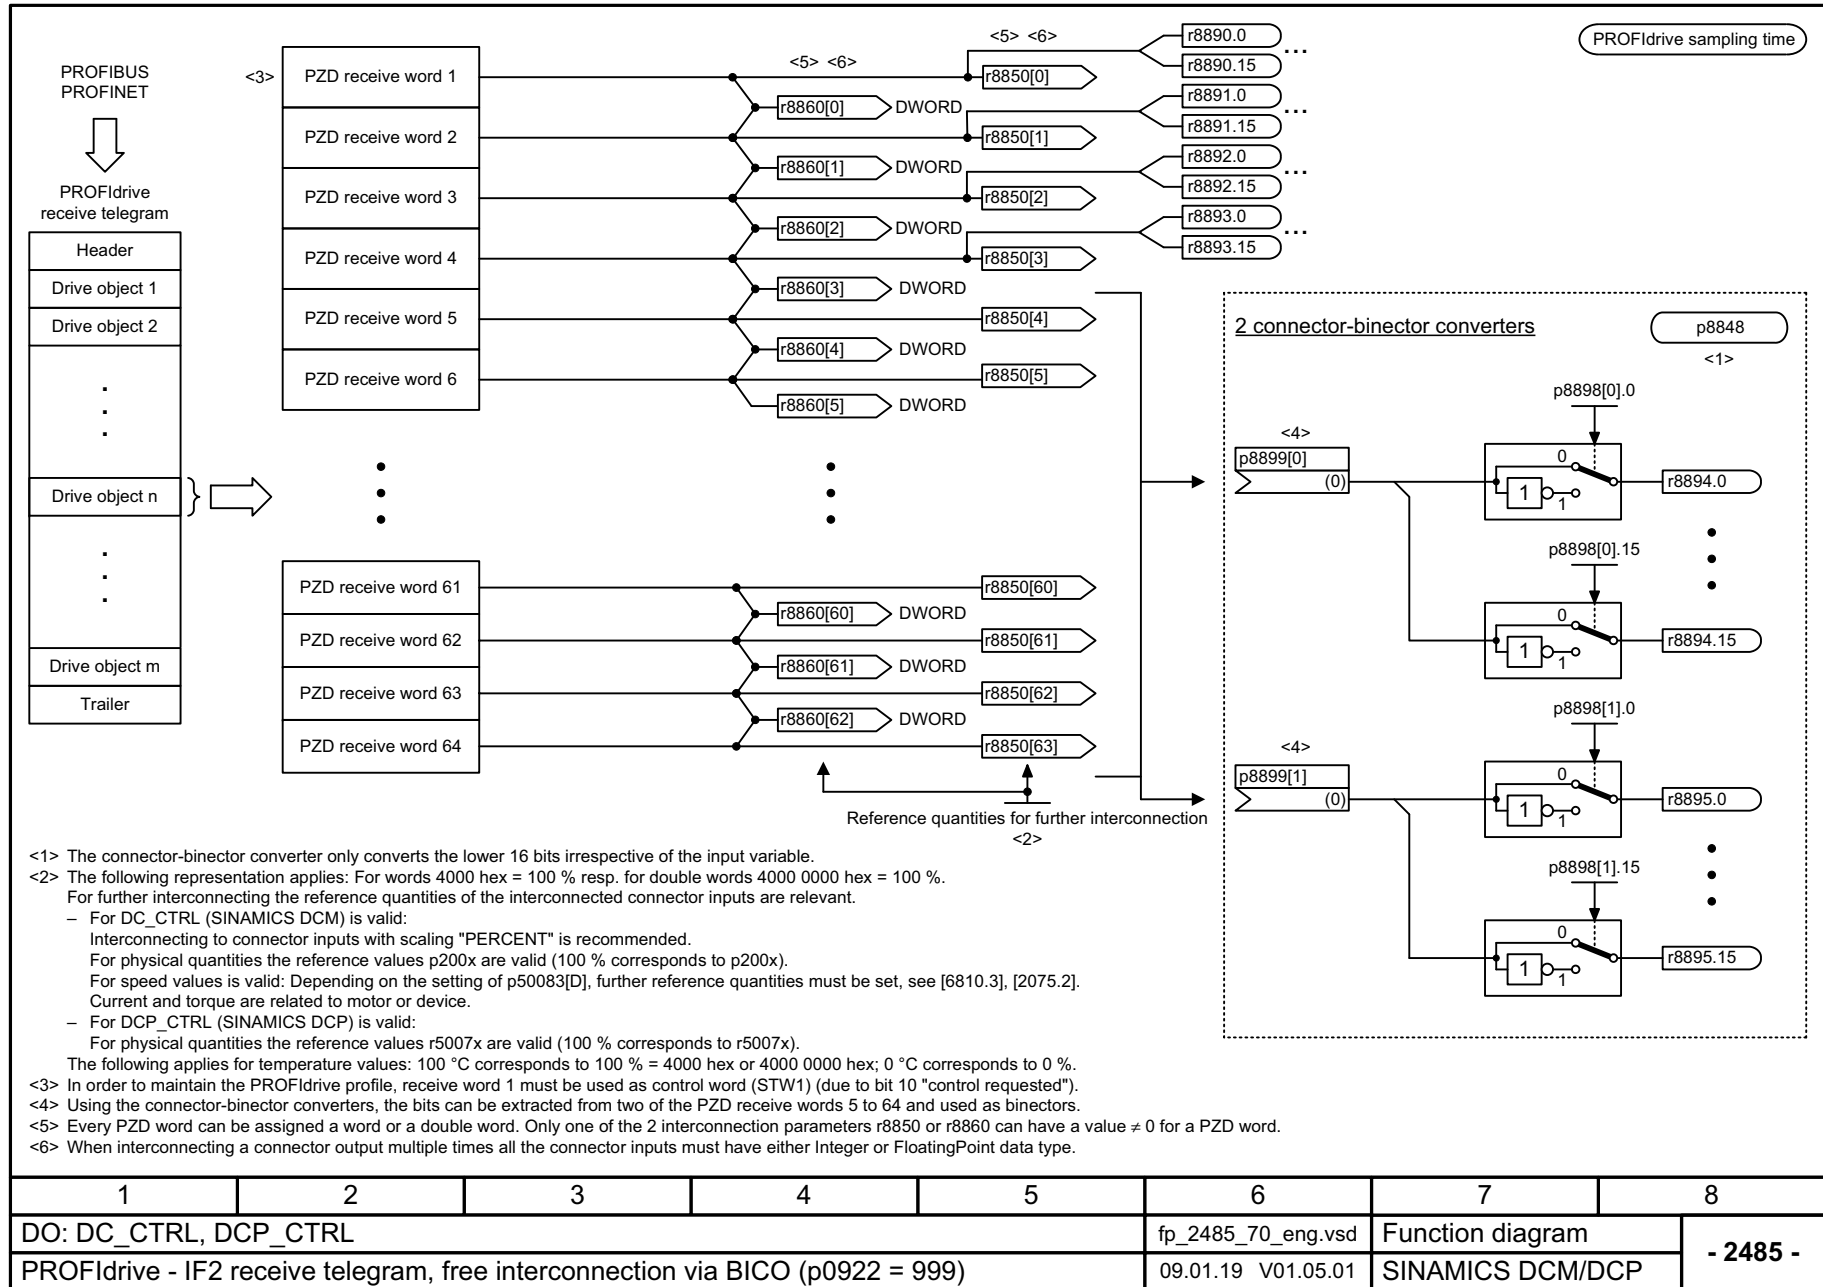 PROFIBUS
PROFINET
PROFIdrive
receive telegram
Header
Drive object 1
Drive object 2
Drive object n
Drive object m
Trailer
<3>
PZD receive word 1
PZD receive word 2
PZD receive word 3
PZD receive word 4
PZD receive word 5
PZD receive word 6
PZD receive word 61
PZD receive word 62
PZD receive word 63
PZD receive word 64
<5> <6>
r8860[0] DWORD
r8860[1] DWORD
r8860[2] DWORD
r8860[3] DWORD
r8860[4] DWORD
r8860[5] DWORD
r8860[60] DWORD
r8860[61] DWORD
r8860[62] DWORD
<5> <6>
r8850[0]
r8850[1]
r8850[2]
r8850[3]
r8850[4]
r8850[5]
r8850[60]
r8850[61]
r8850[62]
r8850[63]
Reference quantities for further interconnection
<2>
r8890.0
...
r8890.15
r8891.0
...
r8891.15
r8892.0
...
r8892.15
r8893.0
...
r8893.15
PROFIdrive sampling time
2 connector-binector converters
p8848
<1>
<4>
p8899[0]
(0)
p8898[0].0
0
1
1
r8894.0
p8898[0].15
0
1
1
r8894.15
<4>
p8899[1]
(0)
p8898[1].0
0
1
1
r8895.0
p8898[1].15
0
1
1
r8895.15
<1> The connector-binector converter only converts the lower 16 bits irrespective of the input variable.
<2> The following representation applies: For words 4000 hex = 100 % resp. for double words 4000 0000 hex = 100 %.
For further interconnecting the reference quantities of the interconnected connector inputs are relevant.
– For DC_CTRL (SINAMICS DCM) is valid:
Interconnecting to connector inputs with scaling "PERCENT" is recommended.
For physical quantities the reference values p200x are valid (100 % corresponds to p200x).
For speed values is valid: Depending on the setting of p50083[D], further reference quantities must be set, see [6810.3], [2075.2].
Current and torque are related to motor or device.
– For DCP_CTRL (SINAMICS DCP) is valid:
For physical quantities the reference values r5007x are valid (100 % corresponds to r5007x).
The following applies for temperature values: 100 °C corresponds to 100 % = 4000 hex or 4000 0000 hex; 0 °C corresponds to 0 %.
<3> In order to maintain the PROFIdrive profile, receive word 1 must be used as control word (STW1) (due to bit 10 "control requested").
<4> Using the connector-binector converters, the bits can be extracted from two of the PZD receive words 5 to 64 and used as binectors.
<5> Every PZD word can be assigned a word or a double word. Only one of the 2 interconnection parameters r8850 or r8860 can have a value ≠ 0 for a PZD word.
<6> When interconnecting a connector output multiple times all the connector inputs must have either Integer or FloatingPoint data type.
1 2 3 4 5 6 7 8
DO: DC_CTRL, DCP_CTRL
fp_2485_70_eng.vsd
Function diagram
- 2485 -
PROFIdrive - IF2 receive telegram, free interconnection via BICO (p0922 = 999)
09.01.19 V01.05.01
SINAMICS DCM/DCP